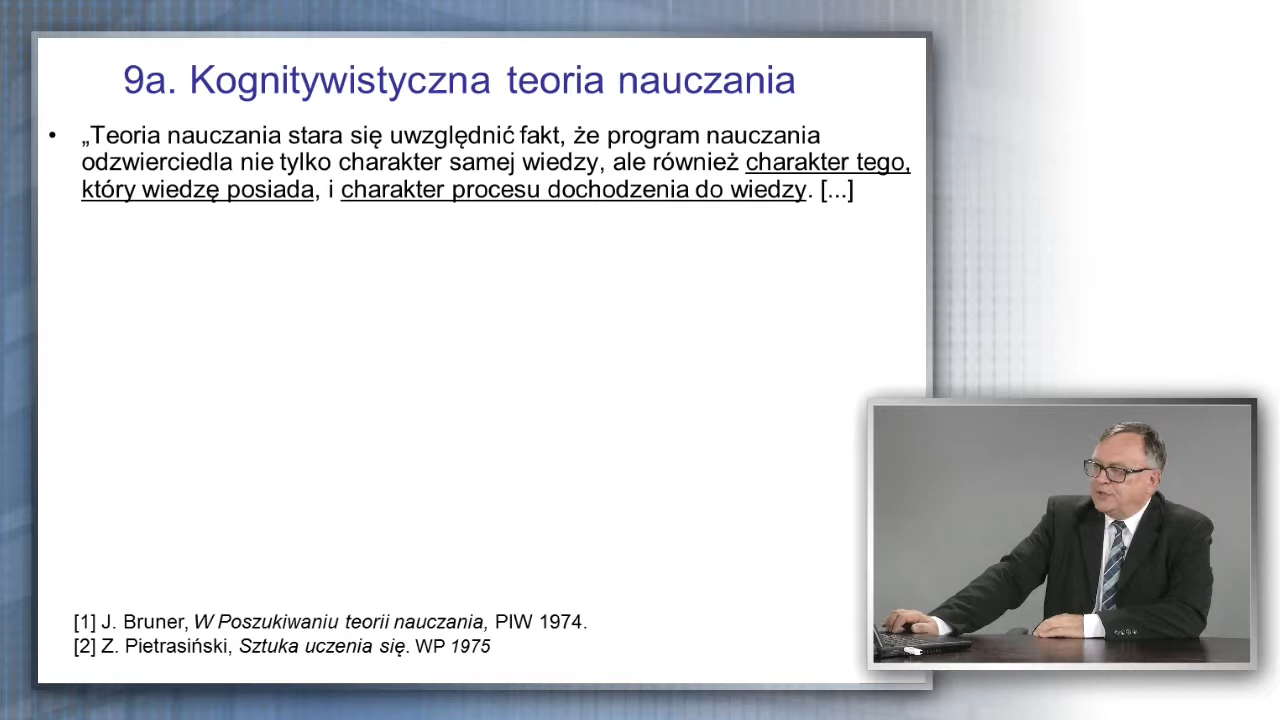 9a. Kognitywistyczna teoria nauczania
• „Teoria nauczania stara się uwzględnić fakt, że program nauczania
odzwierciedla nie tylko charakter samej wiedzy, ale również charakter tego,
który wiedzę posiada, i charakter procesu dochodzenia do wiedzy. [...]
[1] J. Bruner, W Poszukiwaniu teorii nauczania, PIW 1974.
[2] Z. Pietrasiński, Sztuka uczenia się. WP 1975